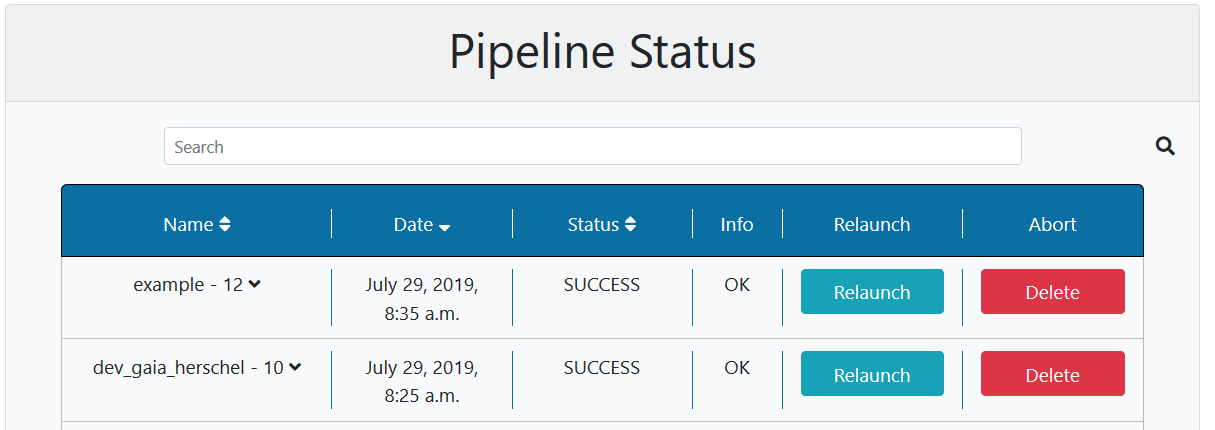 Pipeline Status
Search
Name Date Status Info Relaunch Abort
example - 12 July 29, 2019, SUCCESS OK Relaunch Delete
8:35 a.m.
dev_gaia_herschel - 10 July 29, 2019, SUCCESS OK Relaunch Delete
8:25 a.m.